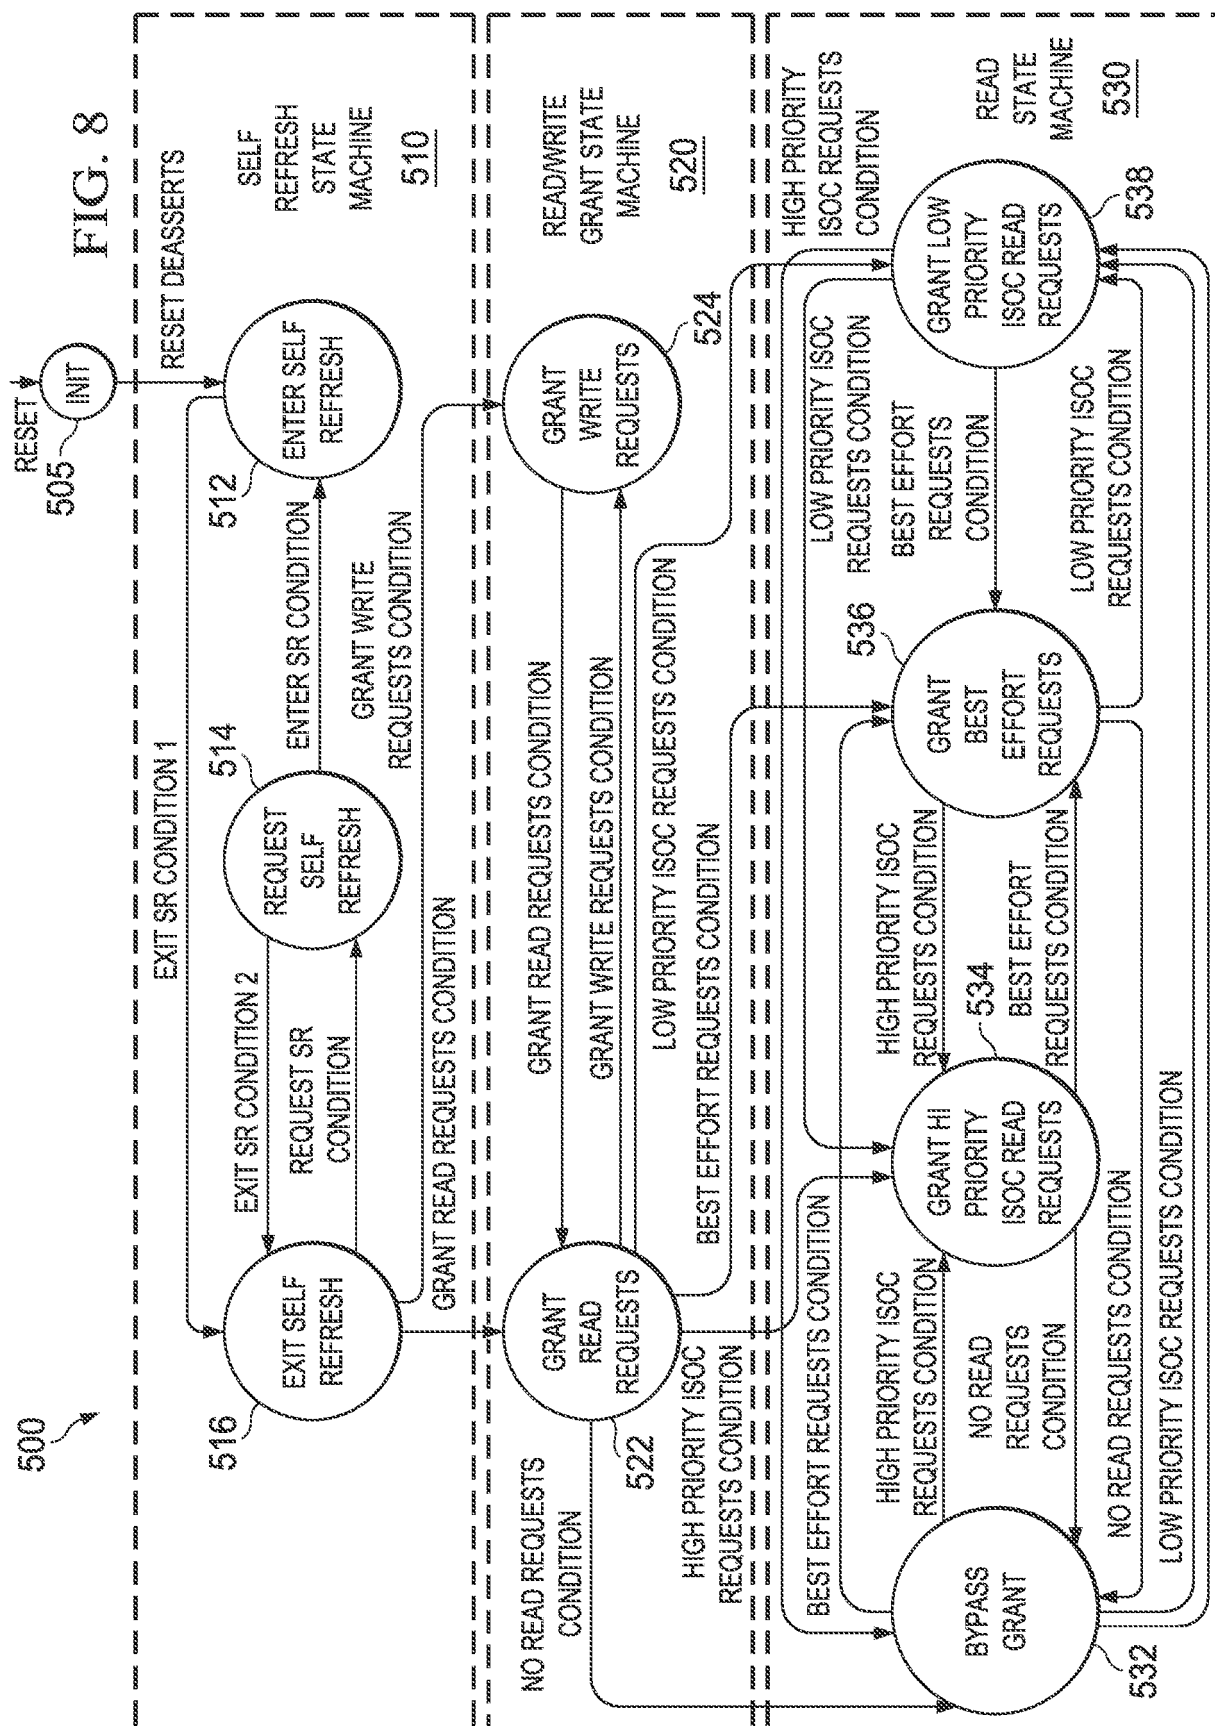 FIG. 8
500
RESET
INIT
505
RESET DEASSERTS
SELF
REFRESH
STATE
MACHINE
510
EXIT SR CONDITION 1
ENTER SELF
REFRESH
512
ENTER SR CONDITION
REQUEST
SELF
REFRESH
514
EXIT SR CONDITION 2
REQUEST SR
CONDITION
EXIT SELF
REFRESH
516
GRANT WRITE
REQUESTS CONDITION
GRANT READ REQUESTS CONDITION
READ/WRITE
GRANT STATE
MACHINE
520
GRANT
WRITE
REQUESTS
524
GRANT READ REQUESTS CONDITION
GRANT WRITE REQUESTS CONDITION
GRANT
READ
REQUESTS
522
LOW PRIORITY ISOC REQUESTS CONDITION
BEST EFFORT REQUESTS CONDITION
HIGH PRIORITY ISOC
REQUESTS CONDITION
NO READ REQUESTS
CONDITION
READ
STATE
MACHINE
530
HIGH PRIORITY
ISOC REQUESTS
CONDITION
GRANT LOW
PRIORITY
ISOC READ
REQUESTS
538
LOW PRIORITY ISOC
REQUESTS CONDITION
BEST EFFORT
REQUESTS
CONDITION
LOW PRIORITY ISOC
REQUESTS CONDITION
GRANT
BEST
EFFORT
REQUESTS
536
HIGH PRIORITY ISOC
REQUESTS CONDITION
BEST EFFORT
REQUESTS CONDITION
GRANT HI
PRIORITY
ISOC READ
REQUESTS
534
BEST EFFORT REQUESTS CONDITION
HIGH PRIORITY ISOC
REQUESTS CONDITION
NO READ
REQUESTS
CONDITION
NO READ REQUESTS CONDITION
LOW PRIORITY ISOC REQUESTS CONDITION
BYPASS
GRANT
532